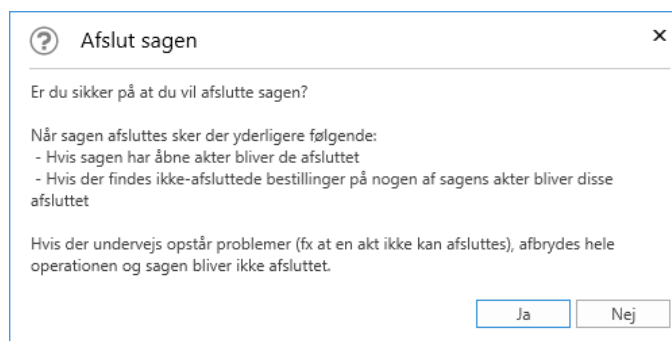 Afslut sagen
Er du sikker på at du vil afslutte sagen?
Når sagen afsluttes sker der yderligere følgende:
- Hvis sagen har åbne akter bliver de afsluttet
- Hvis der findes ikke-afsluttede bestillinger på nogen af sagens akter bliver disse
afsluttet
Hvis der undervejs opstår problemer (fx at en akt ikke kan afsluttes), afbrydes hele
operationen og sagen bliver ikke afsluttet.
Ja
Nej